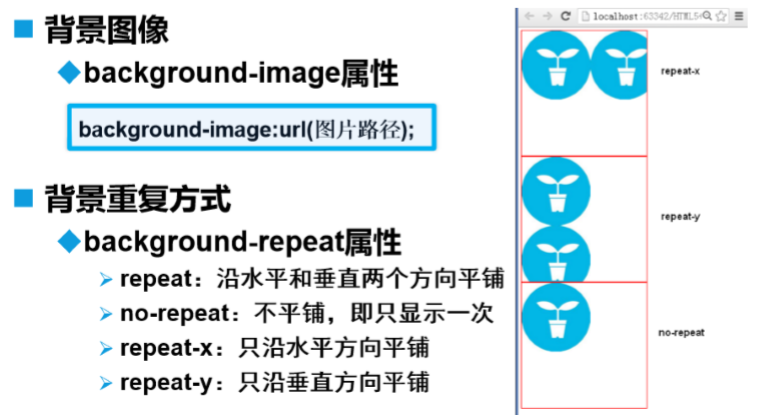 背景图像
background-image属性
background-image:url(图片路径);
背景重复方式
background-repeat属性
repeat：沿水平和垂直两个方向平铺
no-repeat：不平铺，即只显示一次
repeat-x：只沿水平方向平铺
repeat-y：只沿垂直方向平铺
localhost:63342/HTML5
repeat-x
repeat-y
no-repeat